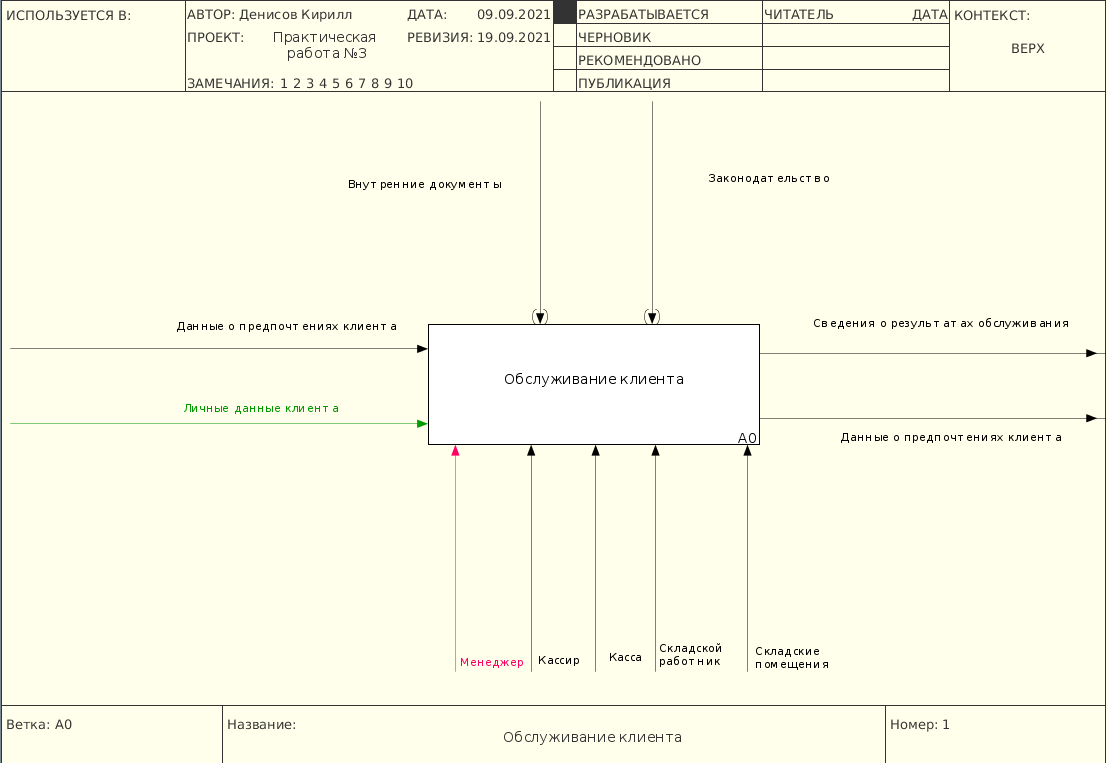 ИСПОЛЬЗУЕТСЯ В:
АВТОР: Денисов Кирилл
ДАТА: 09.09.2021
ПРОЕКТ: Практическая
работа №3
РЕВИЗИЯ: 19.09.2021
ЗАМЕЧАНИЯ: 1 2 3 4 5 6 7 8 9 10
РАЗРАБАТЫВАЕТСЯ
ЧЕРНОВИК
РЕКОМЕНДОВАНО
ПУБЛИКАЦИЯ
ЧИТАТЕЛЬ ДАТА
КОНТЕКСТ:
ВЕРХ
Внутренние документы
Законодательство
Данные о предпочтениях клиента
Сведения о результатах обслуживания
Обслуживание клиента
Личные данные клиента
A0
Данные о предпочтениях клиента
Менеджер
Кассир
Касса
Складской
работник
Складские
помещения
Ветка: A0
Название:
Обслуживание клиента
Номер: 1